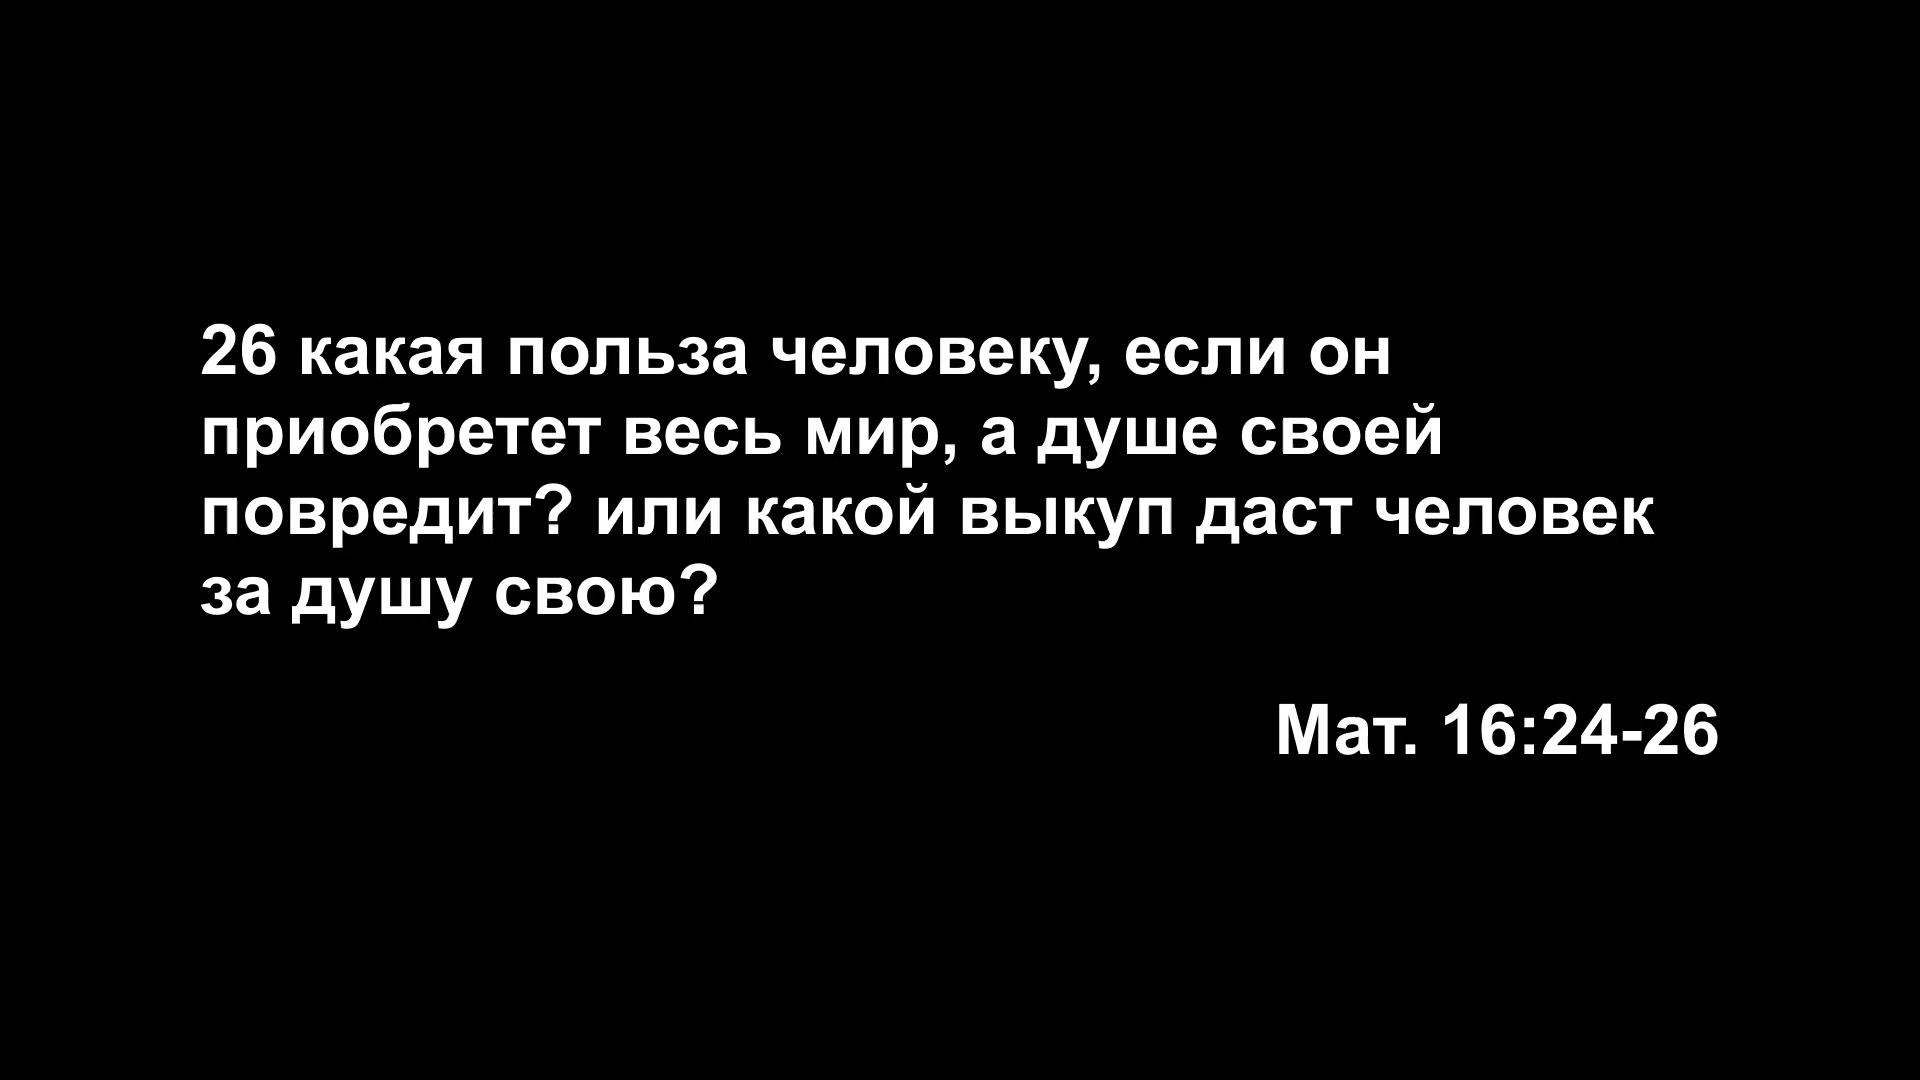 26 какая польза человеку, если он
приобретет весь мир, а душе своей
повредит? или какой выкуп даст человек
за душу свою?
Мат. 16:24-26